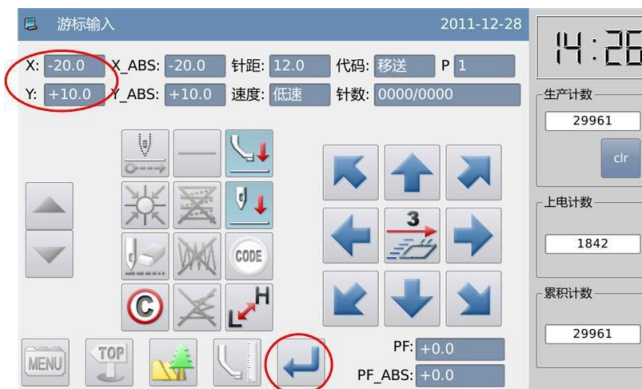 游标输入 2011-12-28
X: -20.0 X_ABS: -20.0 针距: 12.0 代码: 移送 P 1
Y: +10.0 Y_ABS: +10.0 速度: 低速 针数: 0000/0000
14:26
生产计数
29961
clr
上电计数
1842
累积计数
29961
3
CODE
C
H
MENU
TOP
PF: +0.0
PF_ABS: +0.0